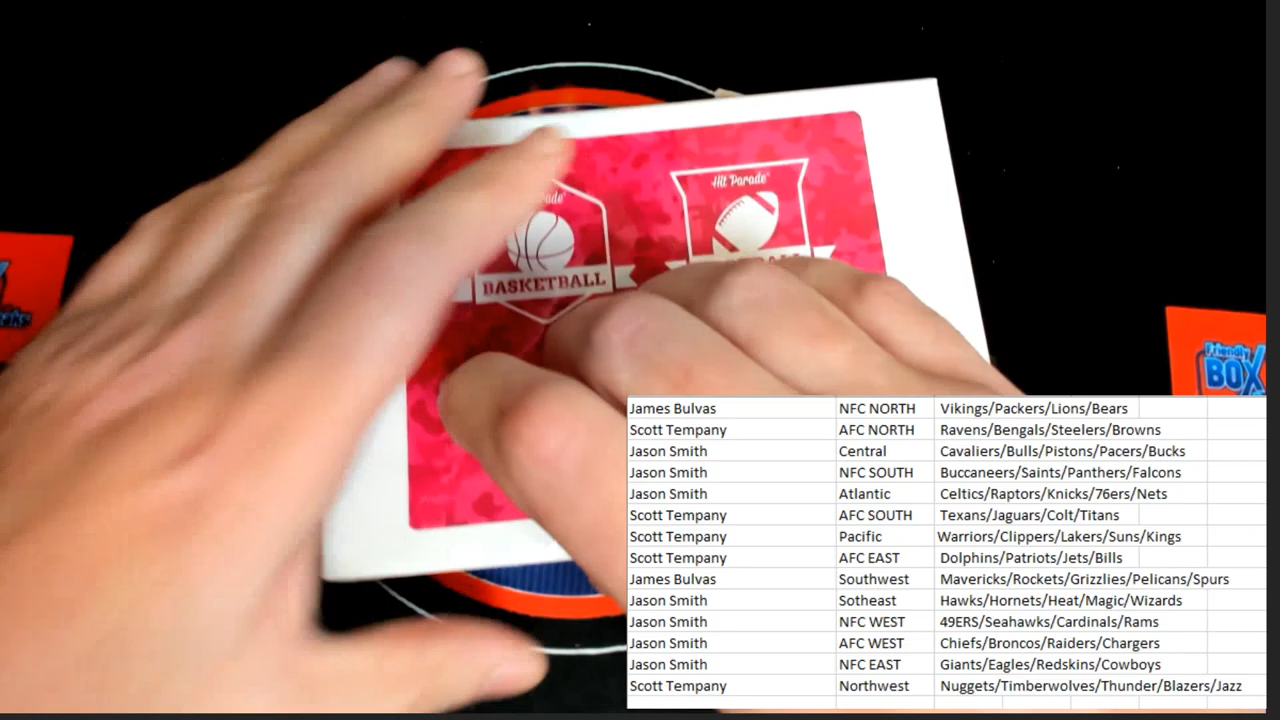 Hit Parade
BASKETBALL
Friendly
BOX
James Bulvas NFC NORTH Vikings/Packers/Lions/Bears
Scott Tempany AFC NORTH Ravens/Bengals/Steelers/Browns
Jason Smith Central Cavaliers/Bulls/Pistons/Pacers/Bucks
Jason Smith NFC SOUTH Buccaneers/Saints/Panthers/Falcons
Jason Smith Atlantic Celtics/Raptors/Knicks/76ers/Nets
Scott Tempany AFC SOUTH Texans/Jaguars/Colt/Titans
Scott Tempany Pacific Warriors/Clippers/Lakers/Suns/Kings
Scott Tempany AFC EAST Dolphins/Patriots/Jets/Bills
James Bulvas Southwest Mavericks/Rockets/Grizzlies/Pelicans/Spurs
Jason Smith Sotheast Hawks/Hornets/Heat/Magic/Wizards
Jason Smith NFC WEST 49ERS/Seahawks/Cardinals/Rams
Jason Smith AFC WEST Chiefs/Broncos/Raiders/Chargers
Jason Smith NFC EAST Giants/Eagles/Redskins/Cowboys
Scott Tempany Northwest Nuggets/Timberwolves/Thunder/Blazers/Jazz